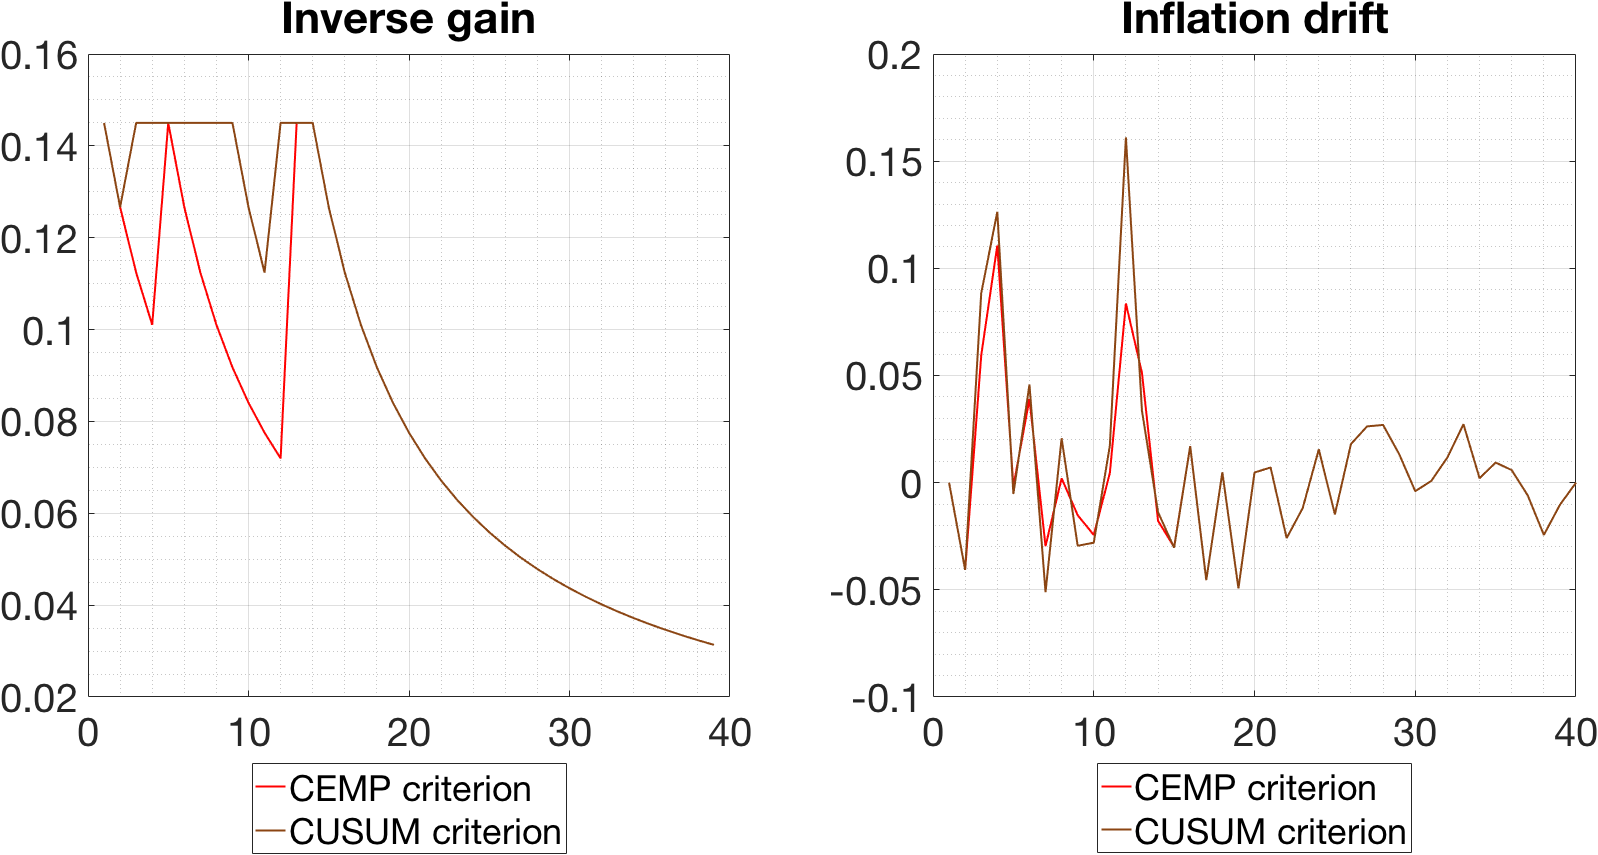 Inverse gain
0.16
0.14
0.12
0.1
0.08
0.06
0.04
0.02
0 10 20 30 40
CEMP criterion
CUSUM criterion
Inflation drift
0.2
0.15
0.1
0.05
0
-0.05
-0.1
0 10 20 30 40
CEMP criterion
CUSUM criterion